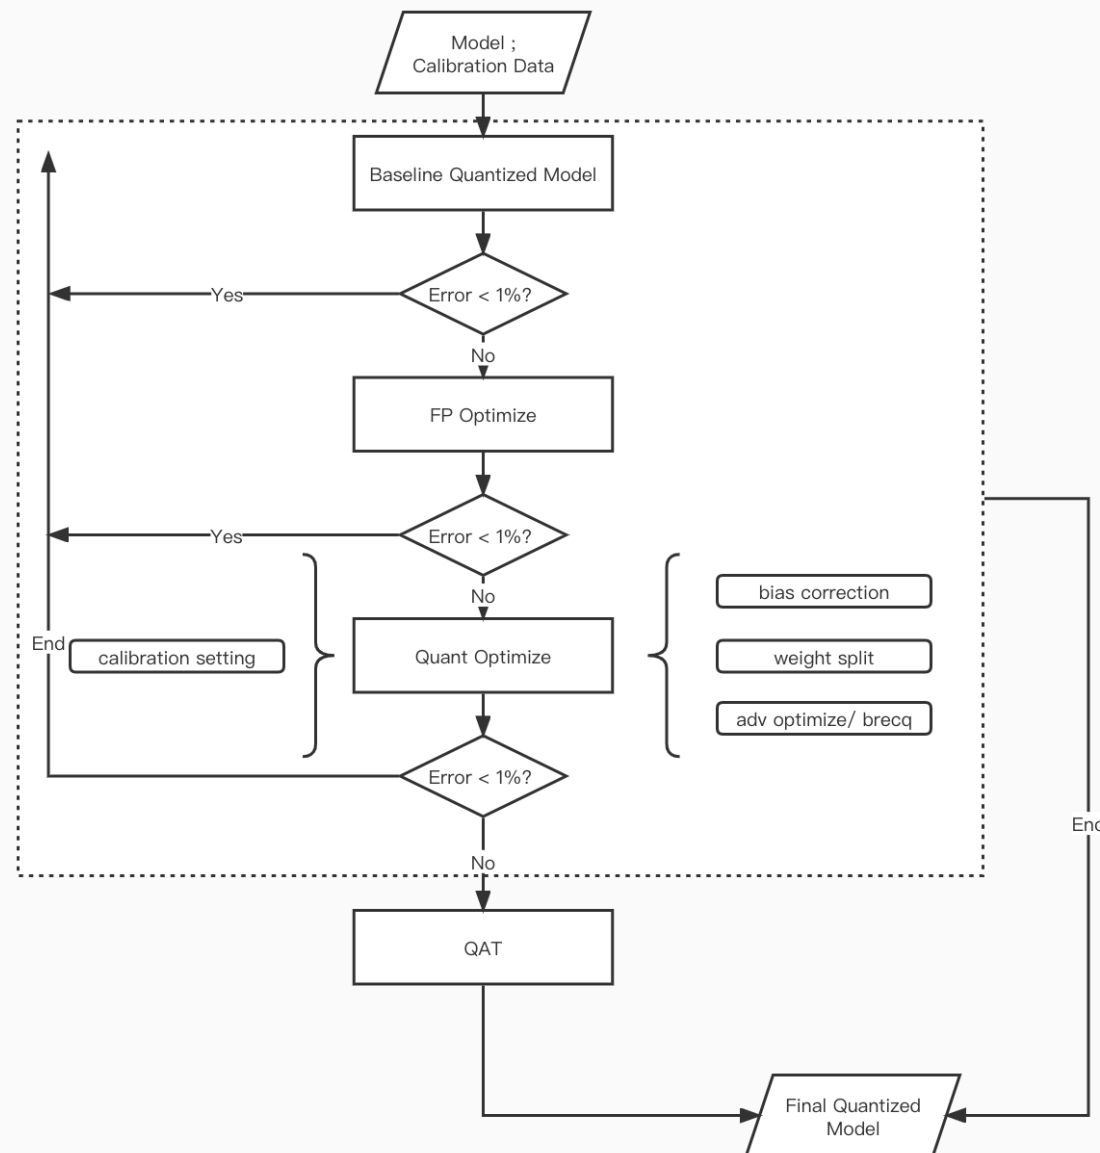 Model ;
Calibration Data
Baseline Quantized Model
Error < 1%?
Yes
No
FP Optimize
Error < 1%?
Yes
No
bias correction
End
calibration setting
Quant Optimize
weight split
adv optimize/ brecq
Error < 1%?
End
No
QAT
Final Quantized
Model